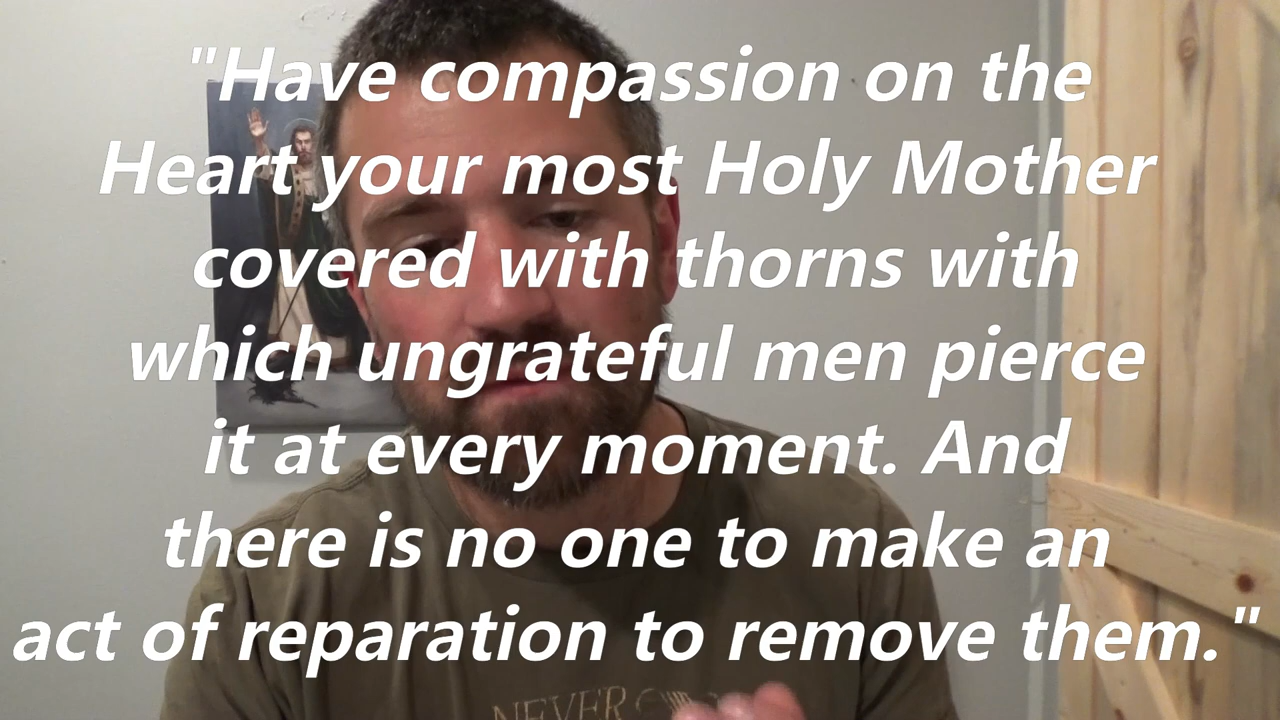 "Have compassion on the
Heart your most Holy Mother
covered with thorns with
which ungrateful men pierce
it at every moment. And
there is no one to make an
act of reparation to remove them."
NEVER